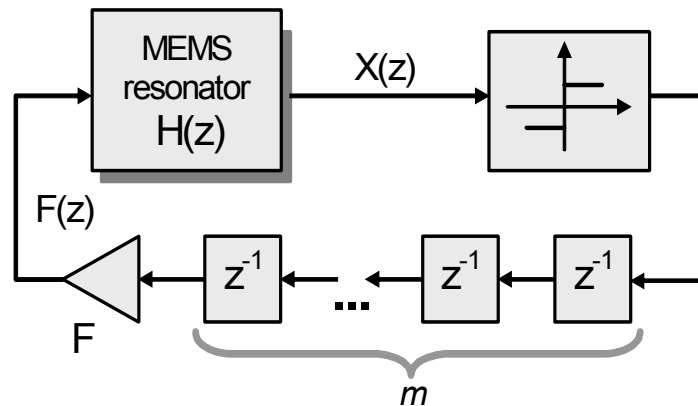 MEMS
resonator
H(z)
X(z)
F(z)
F
z⁻¹
...
z⁻¹
z⁻¹
m